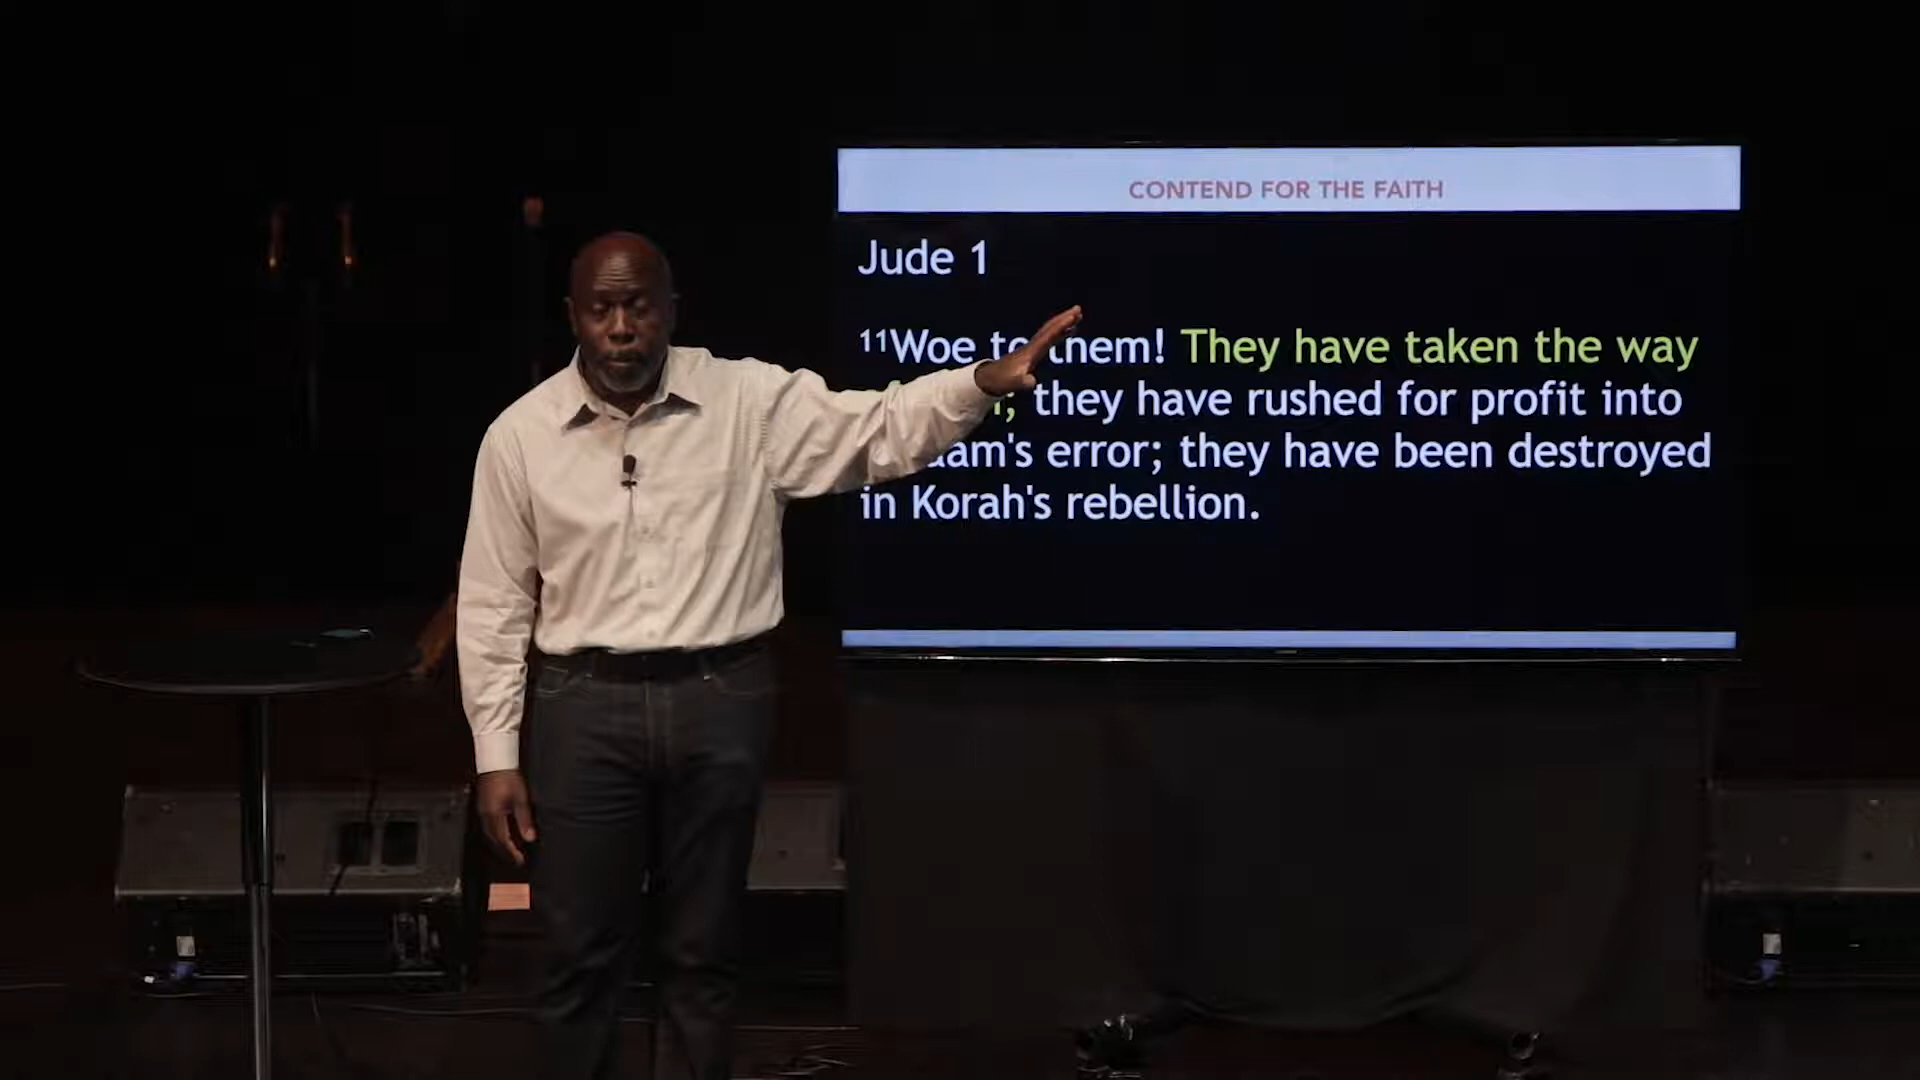 CONTEND FOR THE FAITH
Jude 1
11Woe to them! They have taken the way
they have rushed for profit into
error; they have been destroyed
in Korah's rebellion.